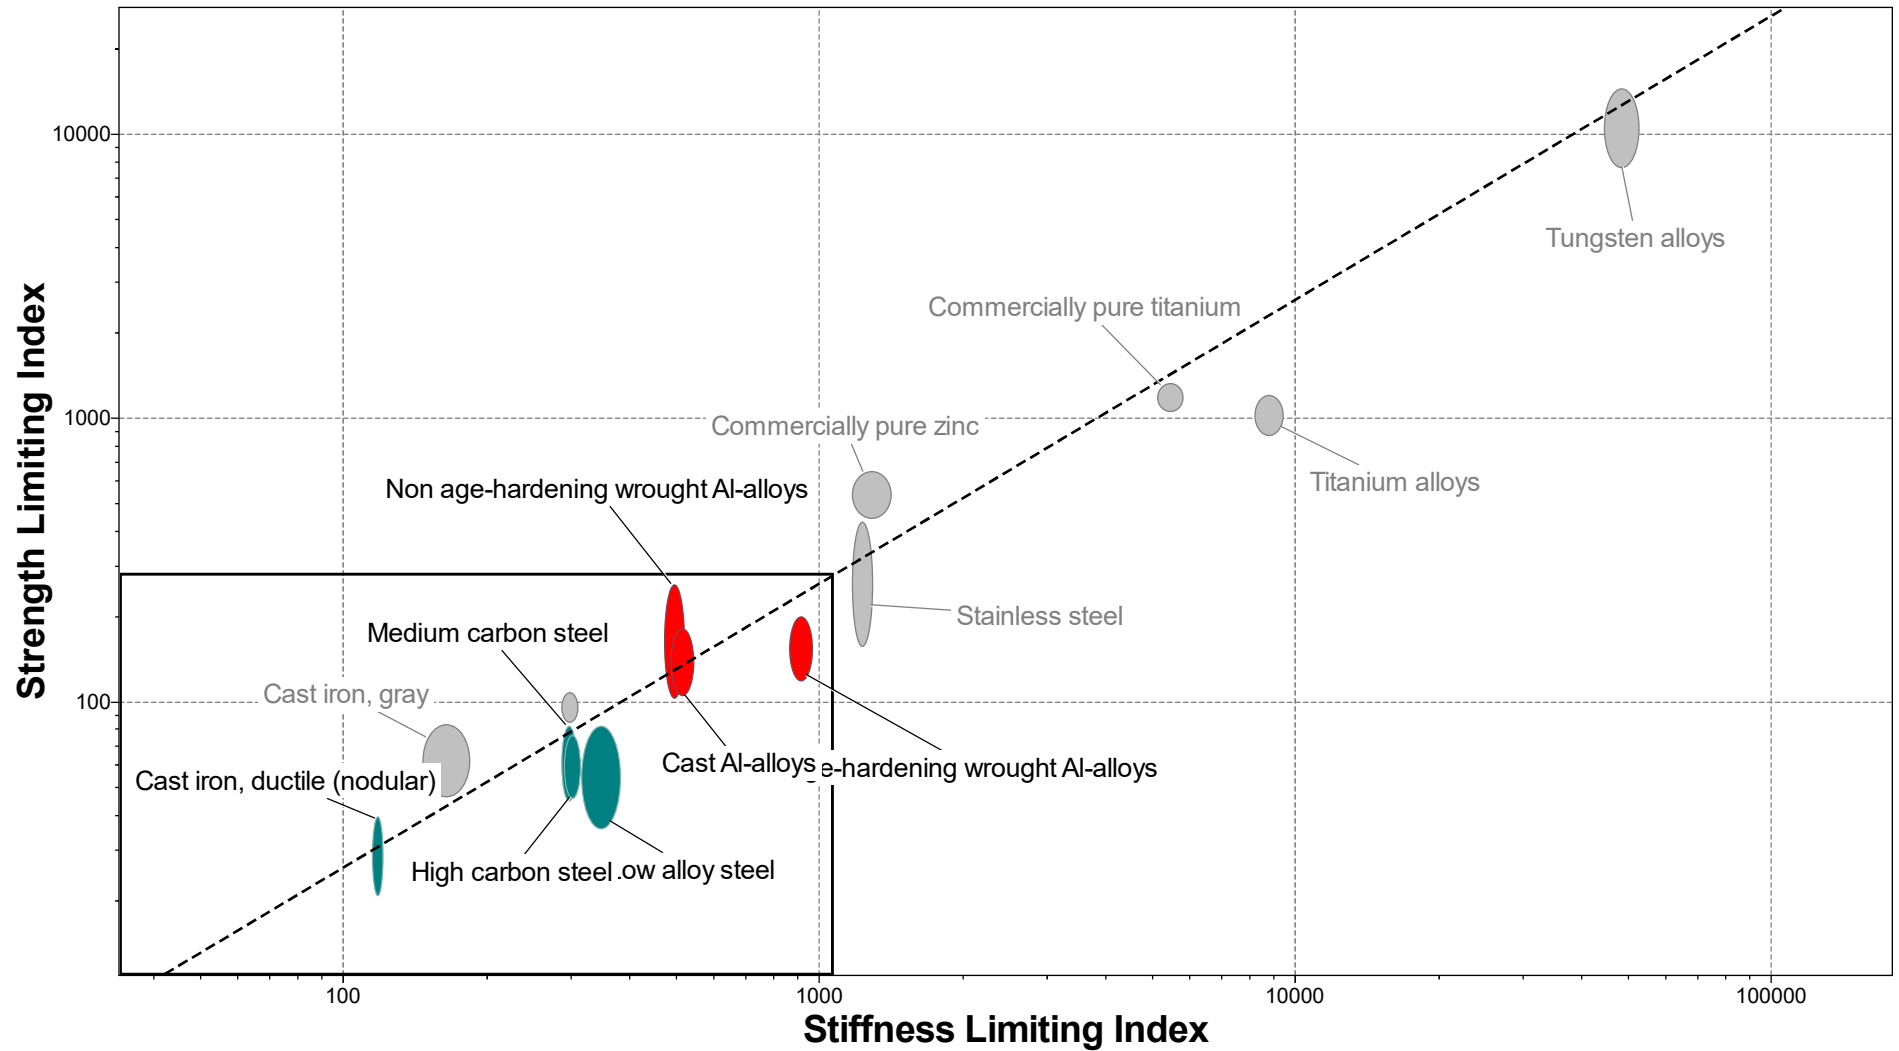 Strength Limiting Index
10000
1000
100
Tungsten alloys
Commercially pure titanium
Commercially pure zinc
Titanium alloys
Non age-hardening wrought Al-alloys
Stainless steel
Medium carbon steel
Cast iron, gray
Cast Al-alloys
e-hardening wrought Al-alloys
Cast iron, ductile (nodular)
High carbon steel
ow alloy steel
100
1000
10000
100000
Stiffness Limiting Index